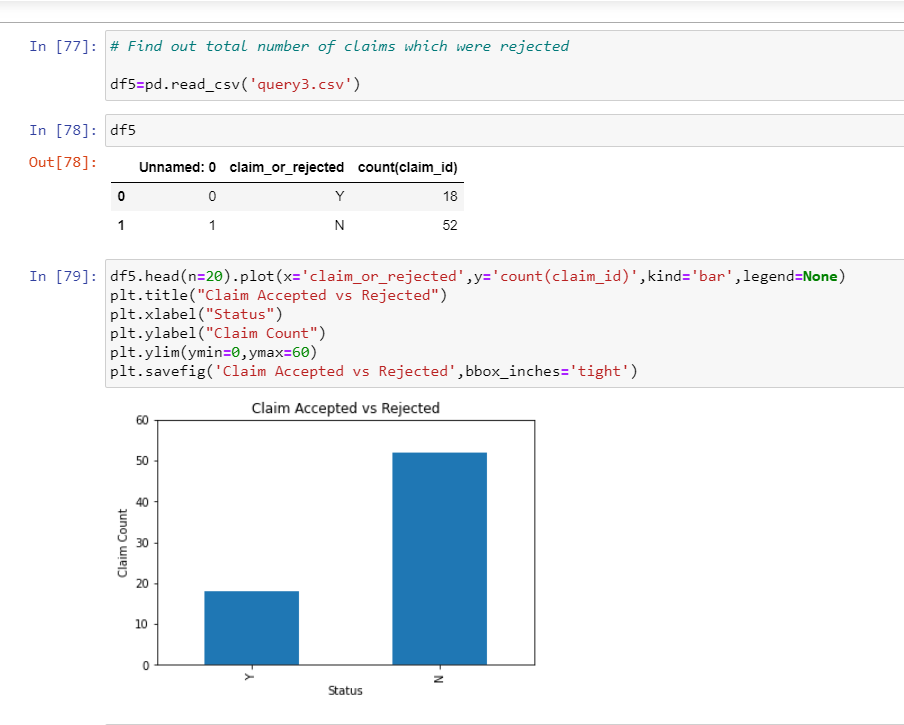 In [77]: # Find out total number of claims which were rejected
df5=pd.read_csv('query3.csv')
In [78]: df5
Out[78]:
Unnamed: 0 claim_or_rejected count(claim_id)
0 0 Y 18
1 1 N 52
In [79]: df5.head(n=20).plot(x='claim_or_rejected',y='count(claim_id)',kind='bar',legend=None)
plt.title("Claim Accepted vs Rejected")
plt.xlabel("Status")
plt.ylabel("Claim Count")
plt.ylim(ymin=0,ymax=60)
plt.savefig('Claim Accepted vs Rejected',bbox_inches='tight')
Claim Accepted vs Rejected
60
50
40
30
20
10
0
Claim Count
Y N
Status